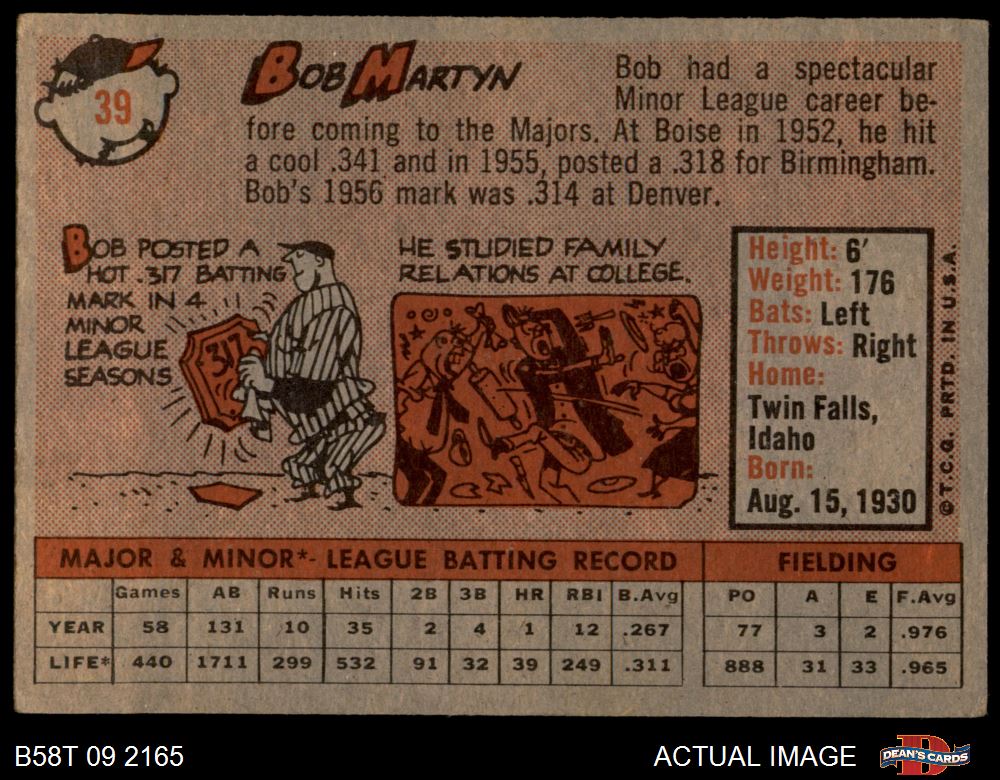 39
BOB MARTYN
Bob had a spectacular
Minor League career be-
fore coming to the Majors. At Boise in 1952, he hit
a cool .341 and in 1955, posted a .318 for Birmingham.
Bob's 1956 mark was .314 at Denver.
BOB POSTED A
HOT .317 BATTING
MARK IN 4
MINOR
LEAGUE
SEASONS
.317
HE STUDIED FAMILY
RELATIONS AT COLLEGE.
Height: 6'
Weight: 176
Bats: Left
Throws: Right
Home:
Twin Falls,
Idaho
Born:
Aug. 15, 1930
© T.C.G. PRTD. IN U.S.A.
MAJOR & MINOR*- LEAGUE BATTING RECORD FIELDING
Games AB Runs Hits 2B 3B HR RBI B.Avg PO A E F.Avg
YEAR 58 131 10 35 2 4 1 12 .267 77 3 2 .976
LIFE* 440 1711 299 532 91 32 39 249 .311 888 31 33 .965
B58T 09 2165 ACTUAL IMAGE DEAN'S CARDS